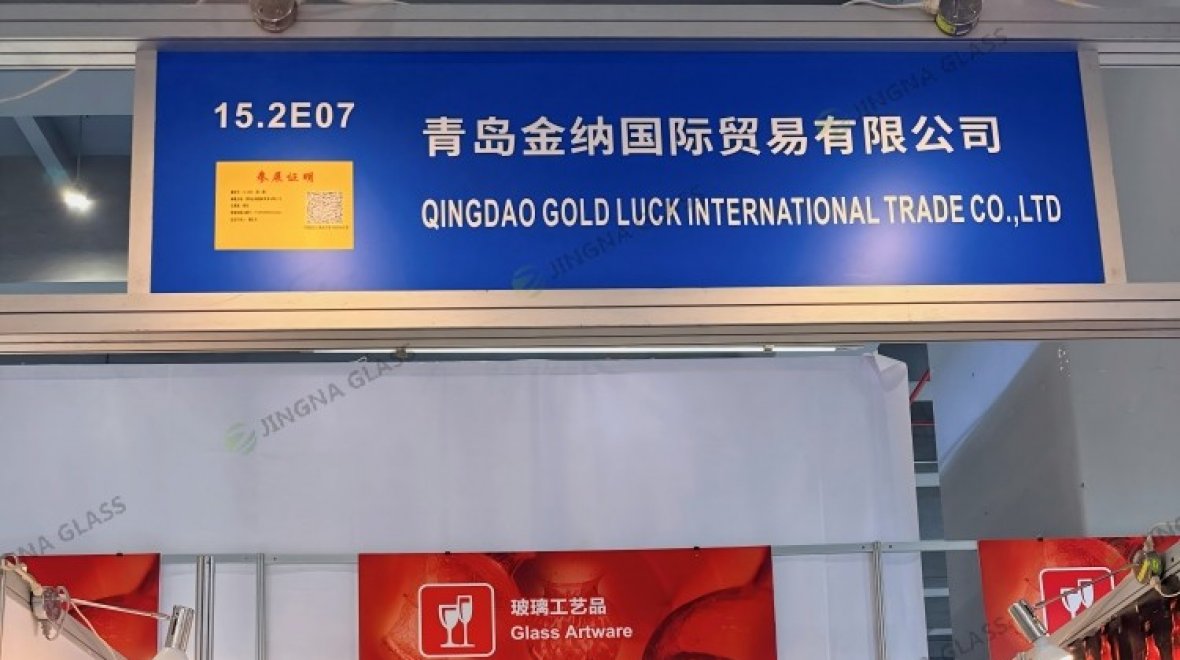 15.2E07
青岛金纳国际贸易有限公司
参展证明
QINGDAO GOLD LUCK INTERNATIONAL TRADE CO.,LTD
JINGNA GLASS
JINGNA GLASS
JINGNA GLASS
JINGNA GLASS
玻璃工艺品
Glass Artware